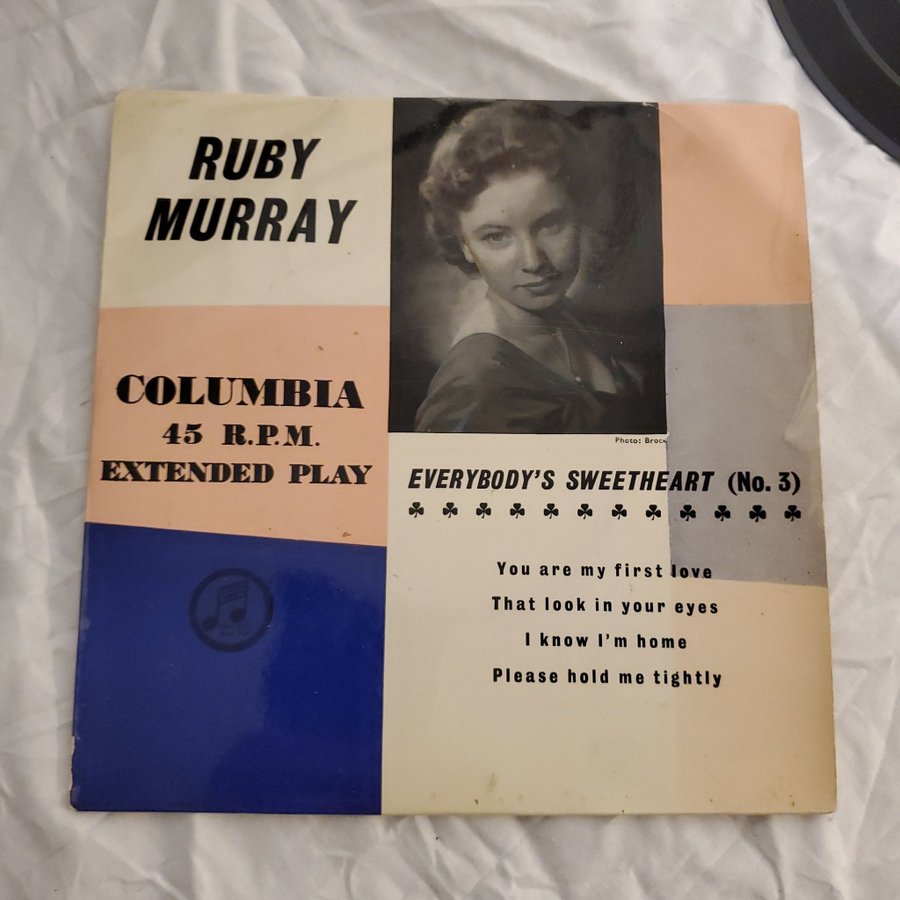 RUBY
MURRAY
COLUMBIA
45 R.P.M.
EXTENDED PLAY
Photo:
EVERYBODY'S SWEETHEART (No. 3)
You are my first love
That look in your eyes
I know I'm home
Please hold me tightly